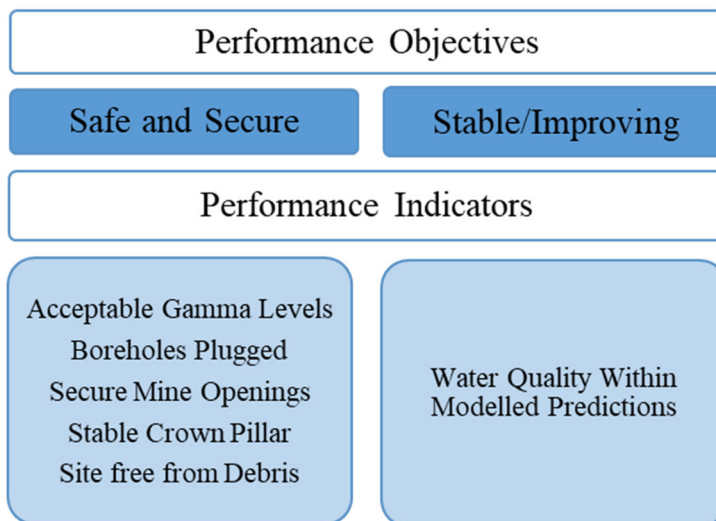 Performance Objectives
Safe and Secure
Stable/Improving
Performance Indicators
Acceptable Gamma Levels
Boreholes Plugged
Secure Mine Openings
Stable Crown Pillar
Site free from Debris
Water Quality Within
Modelled Predictions